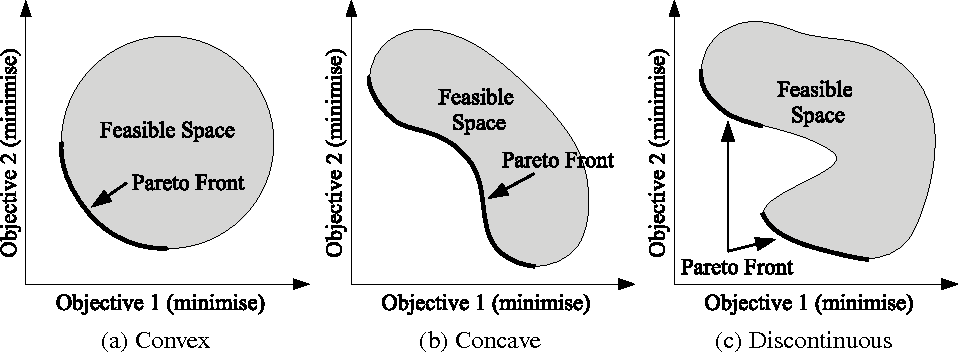 Objective 2 (minimise)
Feasible Space
Pareto Front
Objective 1 (minimise)
(a) Convex
Objective 2 (minimise)
Feasible
Space
Pareto Front
Objective 1 (minimise)
(b) Concave
Objective 2 (minimise)
Feasible
Space
Pareto Front
Objective 1 (minimise)
(c) Discontinuous